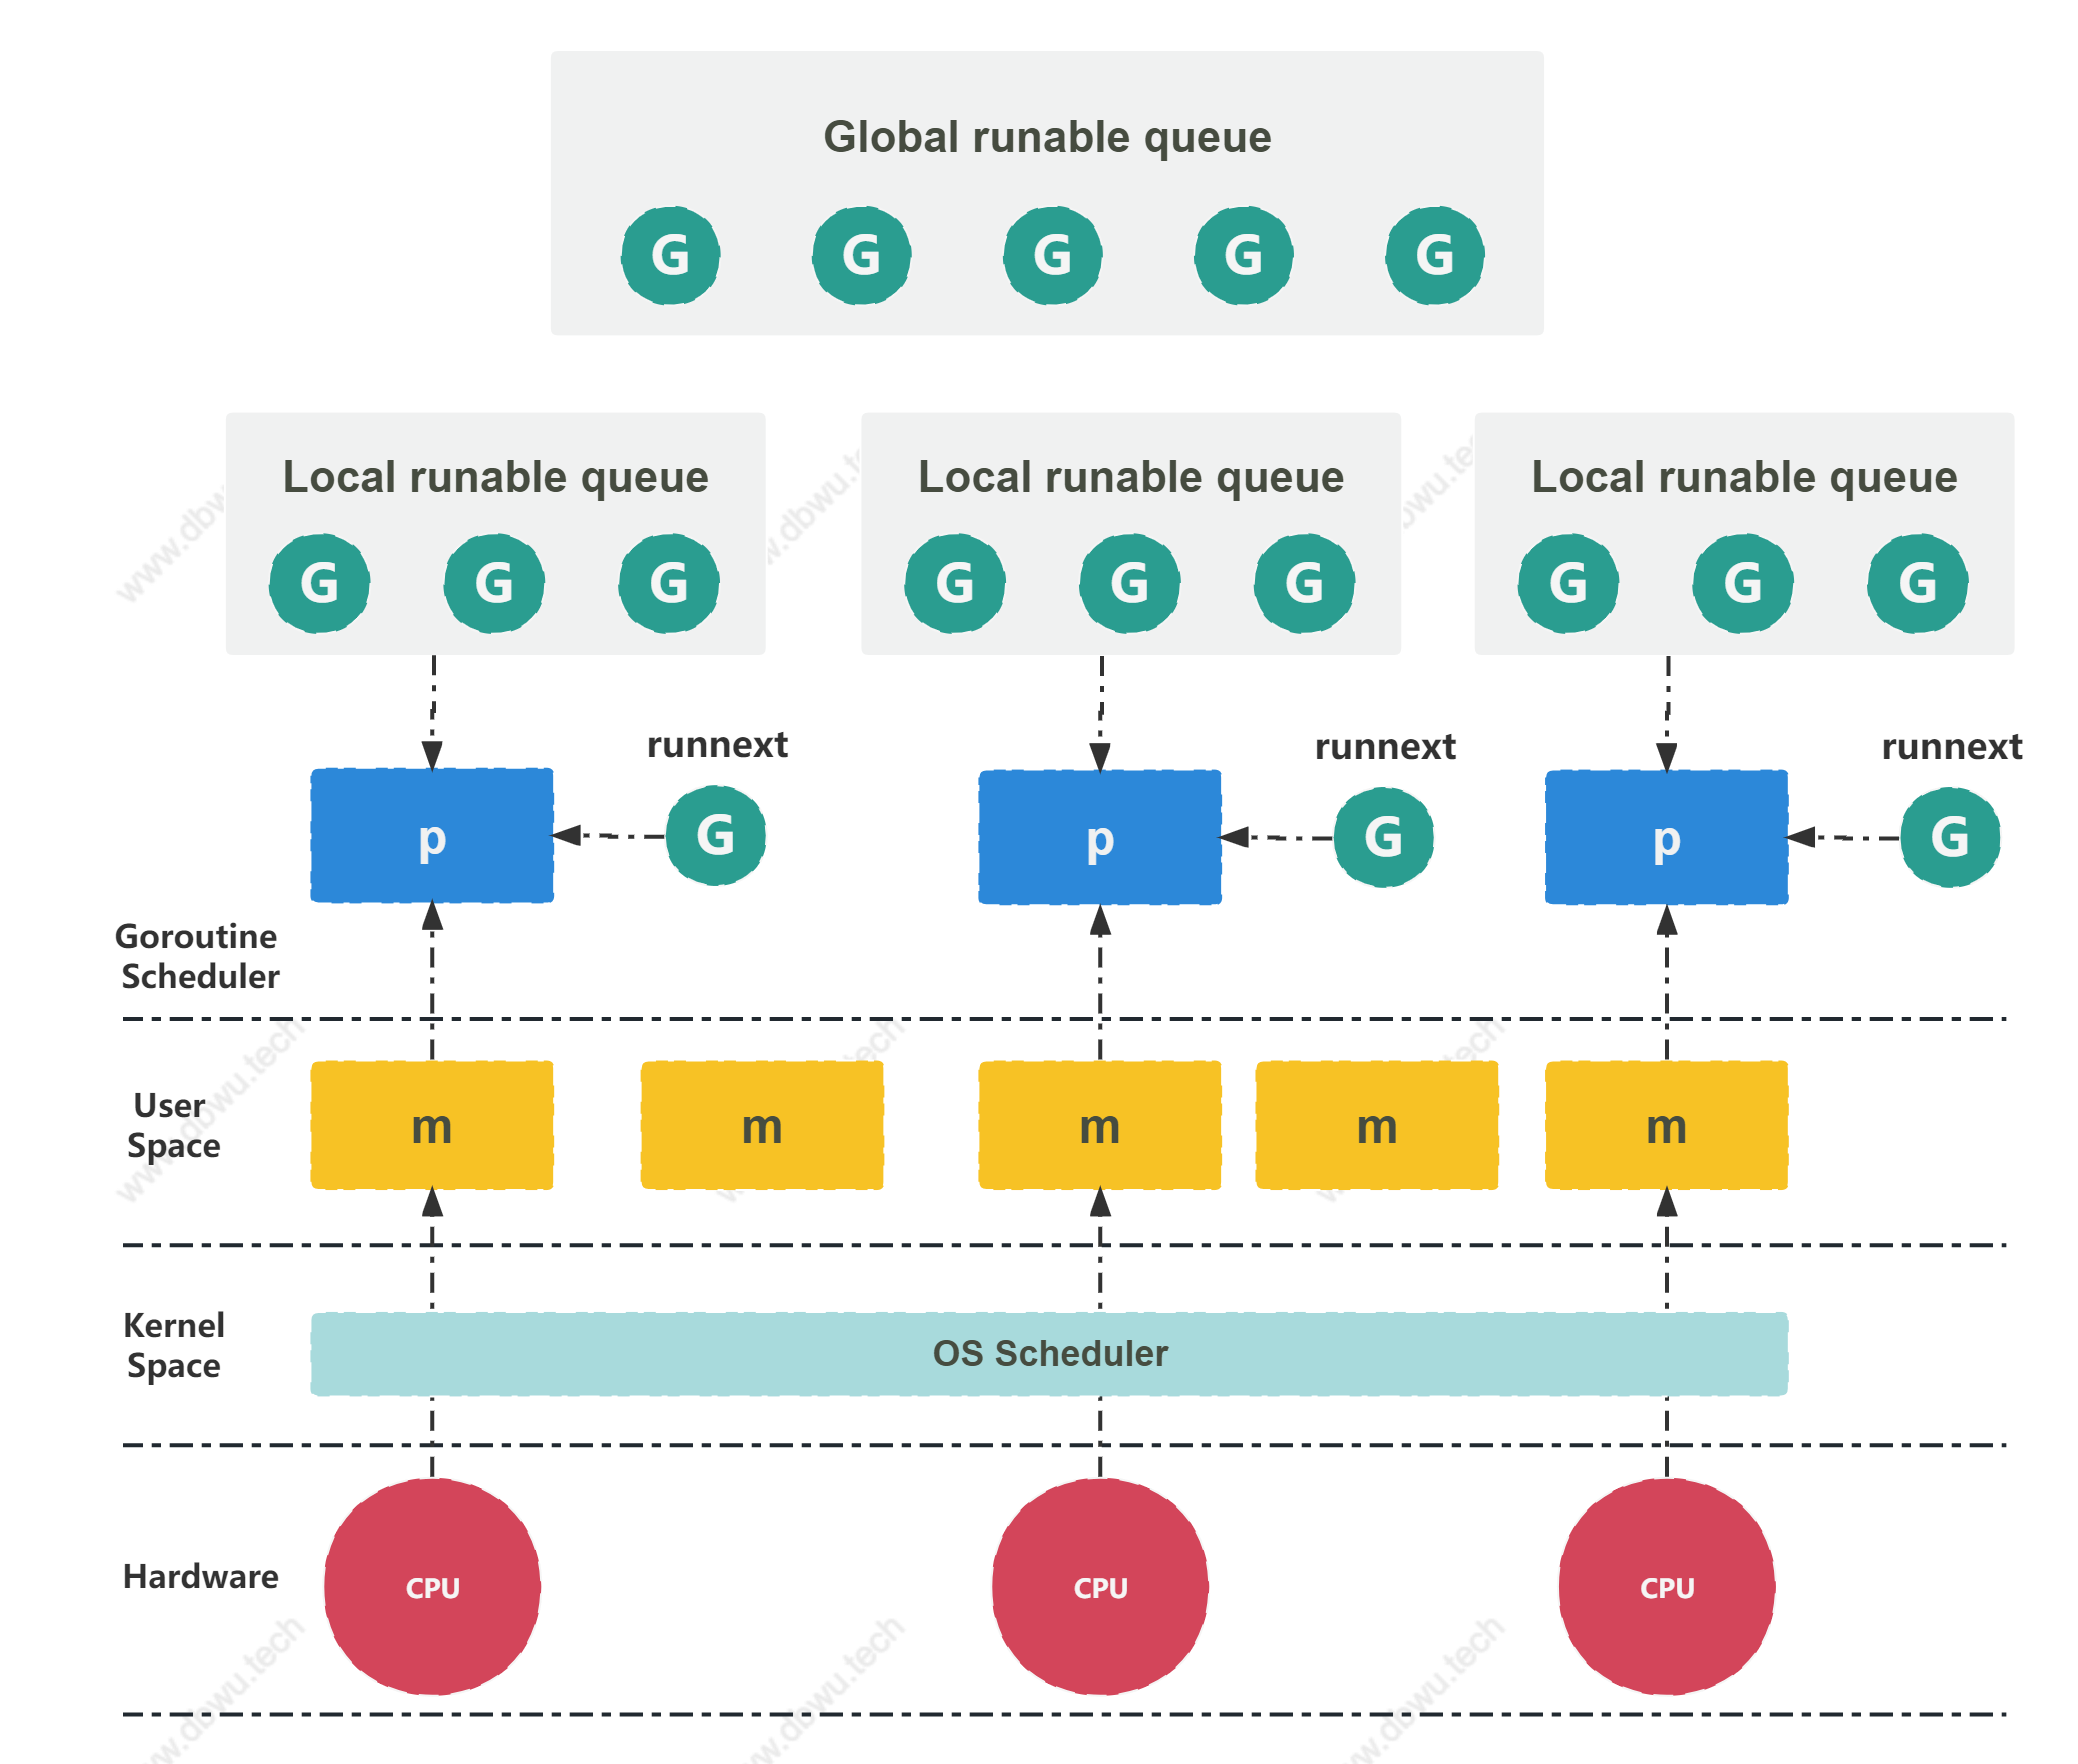 Global runable queue
G G G G G
Local runable queue Local runable queue Local runable queue
G G G G G G G G G
runnext runnext runnext
p G p G p G
Goroutine
Scheduler
User
Space
m m m m m
Kernel
Space
OS Scheduler
Hardware
CPU CPU CPU
www.dbwu.tech